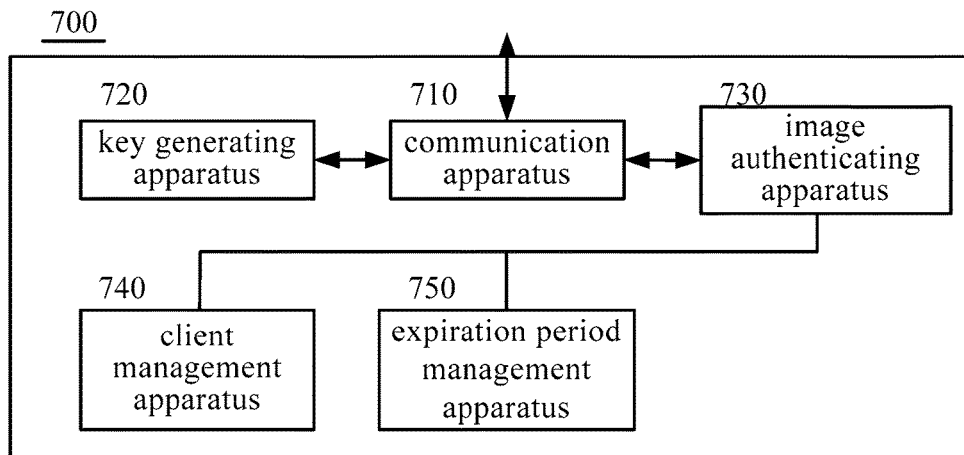 700
720
710
730
key generating
apparatus
communication
apparatus
image
authenticating
apparatus
740
750
client
management
apparatus
expiration period
management
apparatus